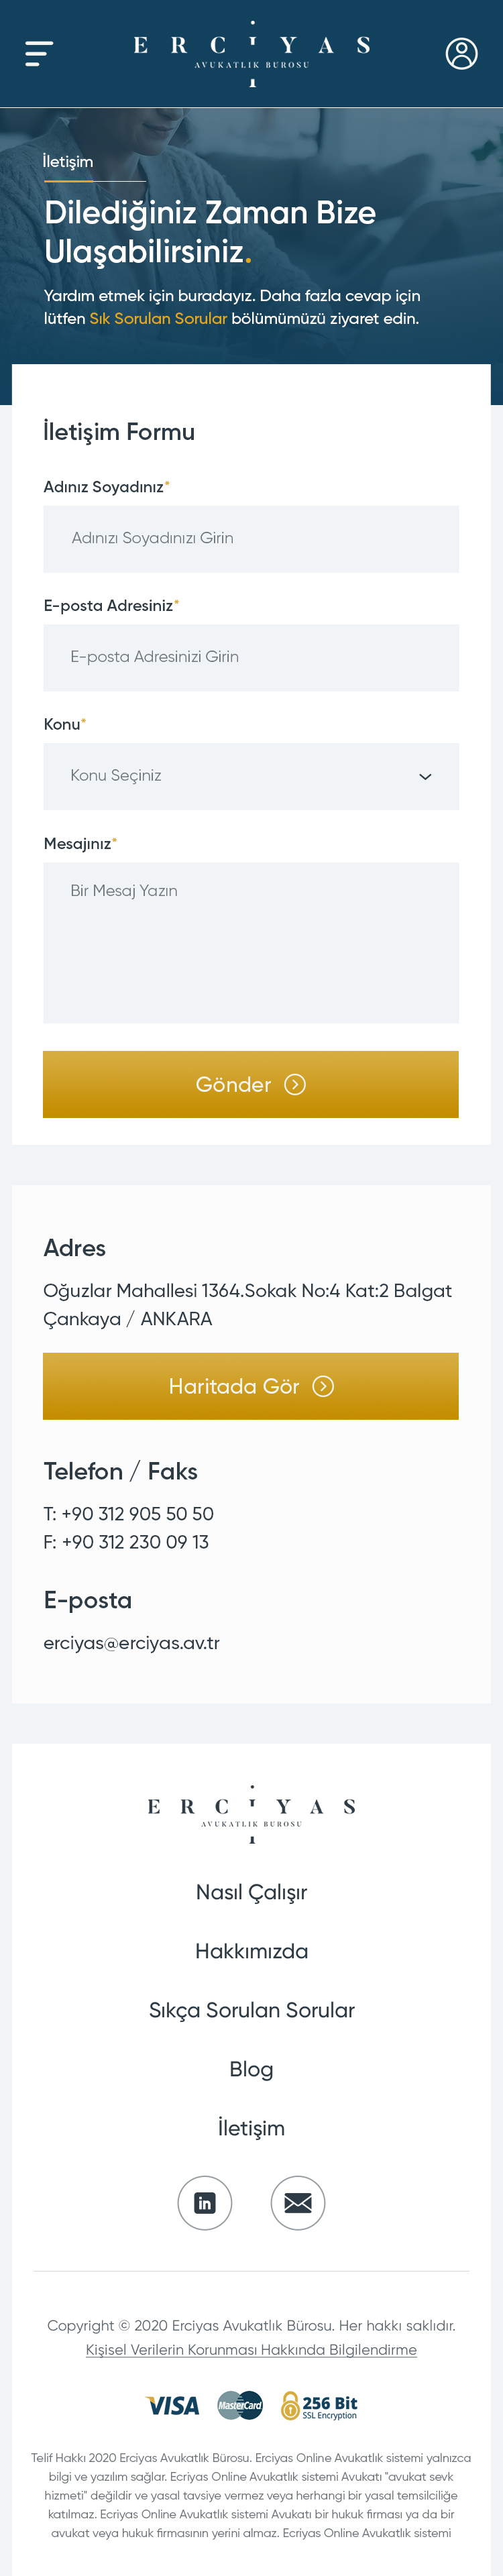 ERCIYAS
AVUKATLIK BUROSU
İletişim
Dilediğiniz Zaman Bize
Ulaşabilirsiniz.
Yardım etmek için buradayız. Daha fazla cevap için
lütfen Sık Sorulan Sorular bölümümüzü ziyaret edin.
İletişim Formu
Adınız Soyadınız*
Adınızı Soyadınızı Girin
E-posta Adresiniz*
E-posta Adresinizi Girin
Konu*
Konu Seçiniz
Mesajınız*
Bir Mesaj Yazın
Gönder
Adres
Oğuzlar Mahallesi 1364.Sokak No:4 Kat:2 Balgat
Çankaya / ANKARA
Haritada Gör
Telefon / Faks
T: +90 312 905 50 50
F: +90 312 230 09 13
E-posta
erciyas@erciyas.av.tr
ERCIYAS
AVUKATLIK BUROSU
Nasıl Çalışır
Hakkımızda
Sıkça Sorulan Sorular
Blog
İletişim
in
Copyright © 2020 Erciyas Avukatlık Bürosu. Her hakkı saklıdır.
Kişisel Verilerin Korunması Hakkında Bilgilendirme
VISA MasterCard 256 Bit
SSL Encryption
Telif Hakkı 2020 Erciyas Avukatlık Bürosu. Erciyas Online Avukatlık sistemi yalnızca
bilgi ve yazılım sağlar. Ecriyas Online Avukatlık sistemi Avukatı "avukat sevk
hizmeti" değildir ve yasal tavsiye vermez veya herhangi bir yasal temsilciliğe
katılmaz. Ecriyas Online Avukatlık sistemi Avukatı bir hukuk firması ya da bir
avukat veya hukuk firmasının yerini almaz. Ecriyas Online Avukatlık sistemi